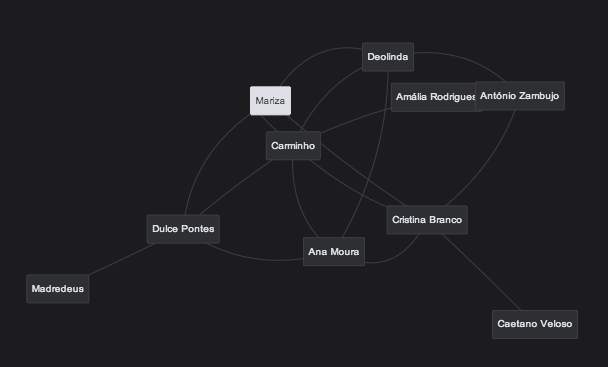 Deolinda
Mariza
Amália Rodrigues
António Zambujo
Carminho
Cristina Branco
Dulce Pontes
Ana Moura
Madredeus
Caetano Veloso